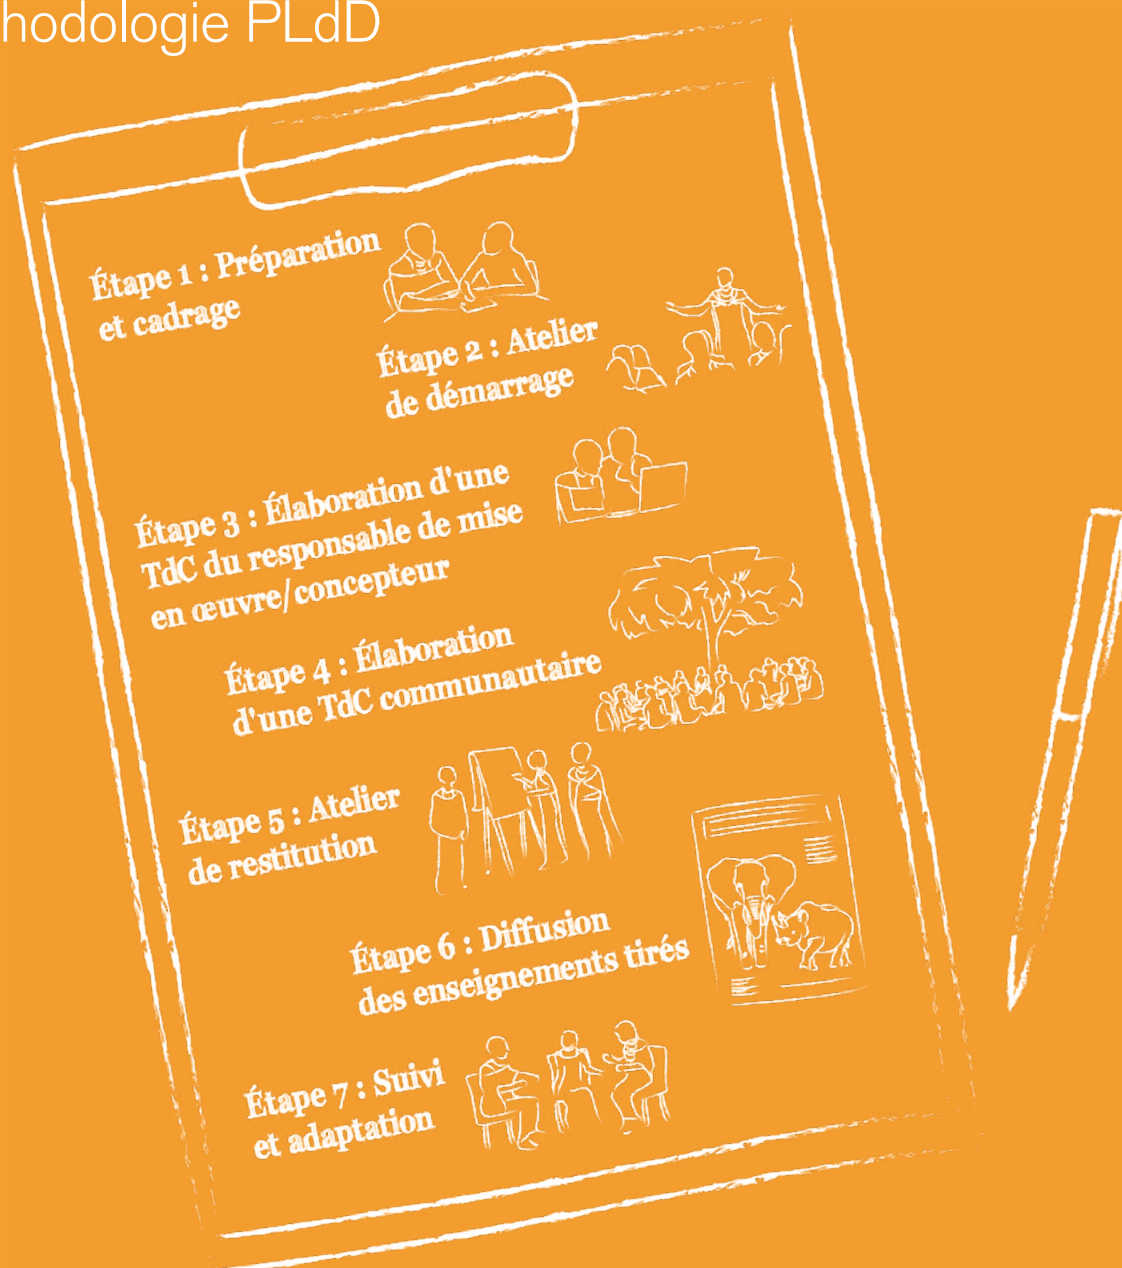 hodologie PLdD
Étape 1 : Préparation
et cadrage
Étape 2 : Atelier
de démarrage
Étape 3 : Élaboration d'une
TdC du responsable de mise
en œuvre/concepteur
Étape 4 : Élaboration
d'une TdC communautaire
Étape 5 : Atelier
de restitution
Étape 6 : Diffusion
des enseignements tirés
Étape 7 : Suivi
et adaptation